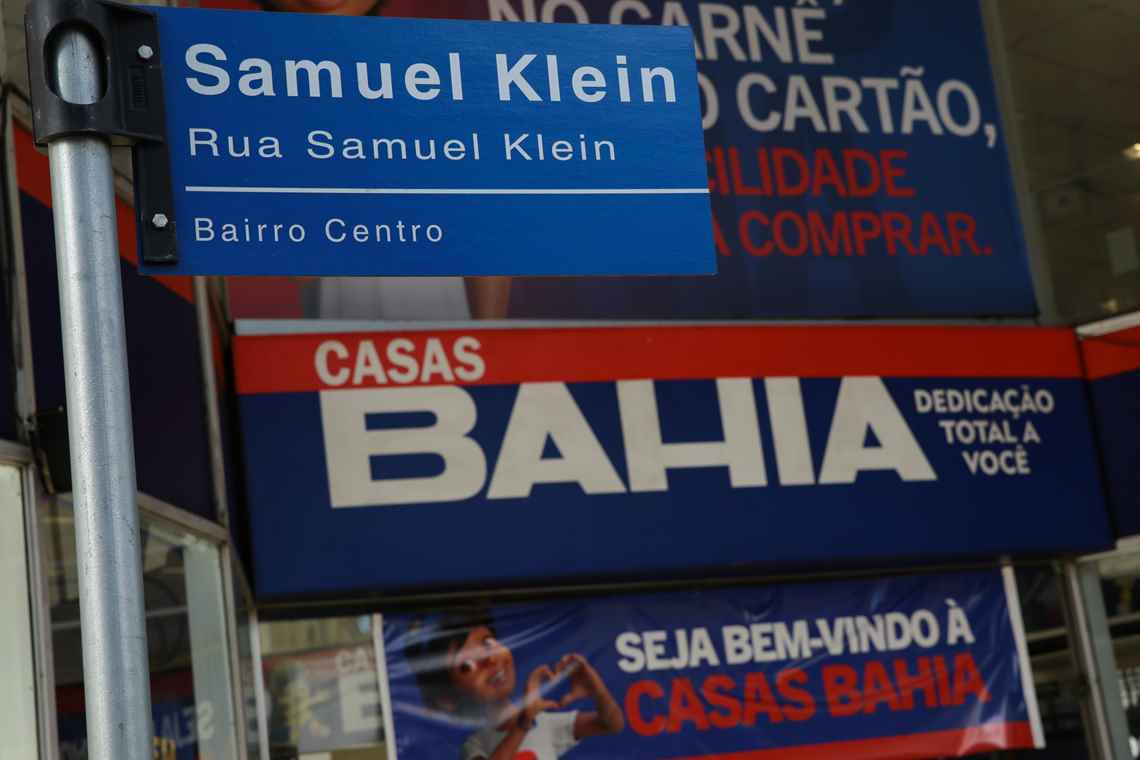 Samuel Klein
Rua Samuel Klein
Bairro Centro
NO CARNÊ
CARTÃO,
COMPRAR.
CASAS
BAHIA
DEDICAÇÃO
TOTAL A
VOCÊ
SEJA BEM-VINDO À
CASAS BAHIA